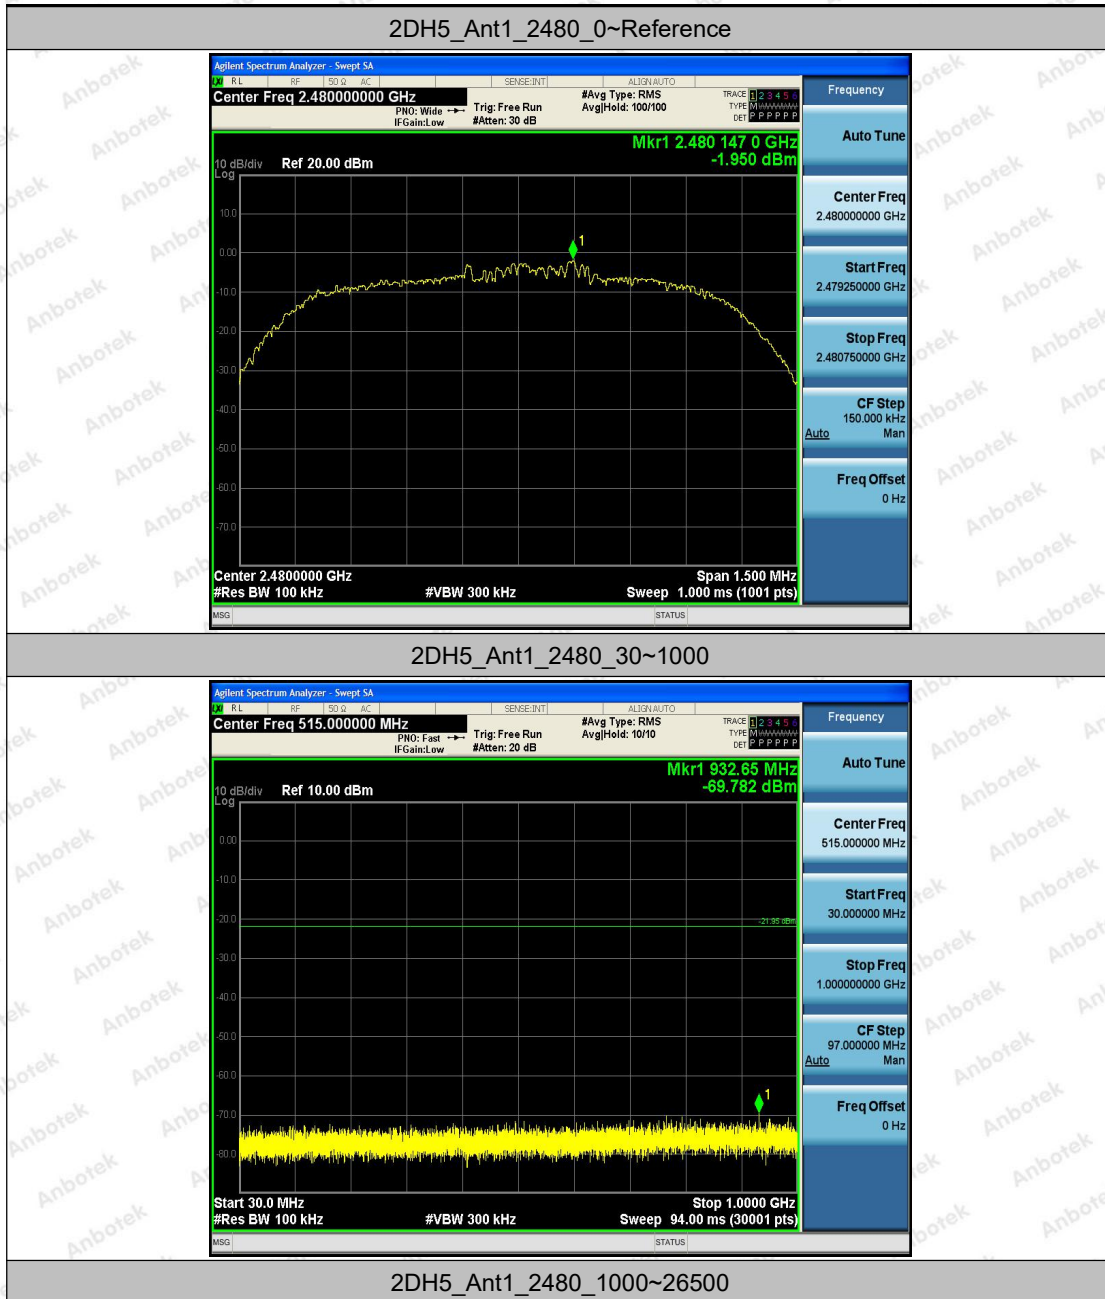 2DH5_Ant1_2480_0~Reference
Agilent Spectrum Analyzer - Swept SA
RL RF 50 Ω AC SENSE:INT ALIGN AUTO
Center Freq 2.480000000 GHz
PNO: Wide
IFGain:Low
Trig: Free Run
#Atten: 30 dB
#Avg Type: RMS
Avg|Hold: 100/100
TRACE 1 2 3 4 5 6
TYPE M
DET P P P P P P
Mkr1 2.480 147 0 GHz
-1.950 dBm
10 dB/div Ref 20.00 dBm
Log
10.0
0.00
-10.0
-20.0
-30.0
-40.0
-50.0
-60.0
-70.0
1
Center 2.4800000 GHz Span 1.500 MHz
#Res BW 100 kHz #VBW 300 kHz Sweep 1.000 ms (1001 pts)
MSG STATUS
Frequency
Auto Tune
Center Freq
2.480000000 GHz
Start Freq
2.479250000 GHz
Stop Freq
2.480750000 GHz
CF Step
150.000 kHz
Auto Man
Freq Offset
0 Hz
2DH5_Ant1_2480_30~1000
Agilent Spectrum Analyzer - Swept SA
RL RF 50 Ω AC SENSE:INT ALIGN AUTO
Center Freq 515.000000 MHz
PNO: Fast
IFGain:Low
Trig: Free Run
#Atten: 20 dB
#Avg Type: RMS
Avg|Hold: 10/10
TRACE 1 2 3 4 5 6
TYPE M
DET P P P P P P
Mkr1 932.65 MHz
-69.782 dBm
10 dB/div Ref 10.00 dBm
Log
0.00
-10.0
-20.0
-30.0
-40.0
-50.0
-60.0
-70.0
-80.0
-21.95 dBm
1
Start 30.0 MHz Stop 1.0000 GHz
#Res BW 100 kHz #VBW 300 kHz Sweep 94.00 ms (30001 pts)
MSG STATUS
Frequency
Auto Tune
Center Freq
515.000000 MHz
Start Freq
30.000000 MHz
Stop Freq
1.000000000 GHz
CF Step
97.000000 MHz
Auto Man
Freq Offset
0 Hz
2DH5_Ant1_2480_1000~26500